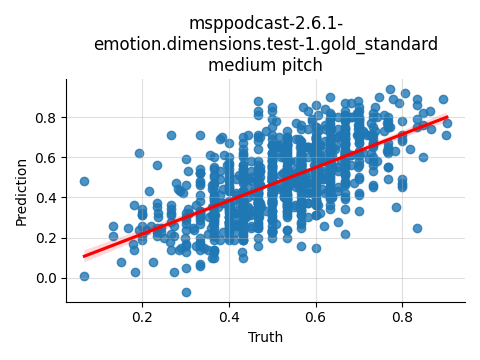 msppodcast-2.6.1-
emotion.dimensions.test-1.gold_standard
medium pitch
Prediction
0.8
0.6
0.4
0.2
0.0
0.2 0.4 0.6 0.8
Truth